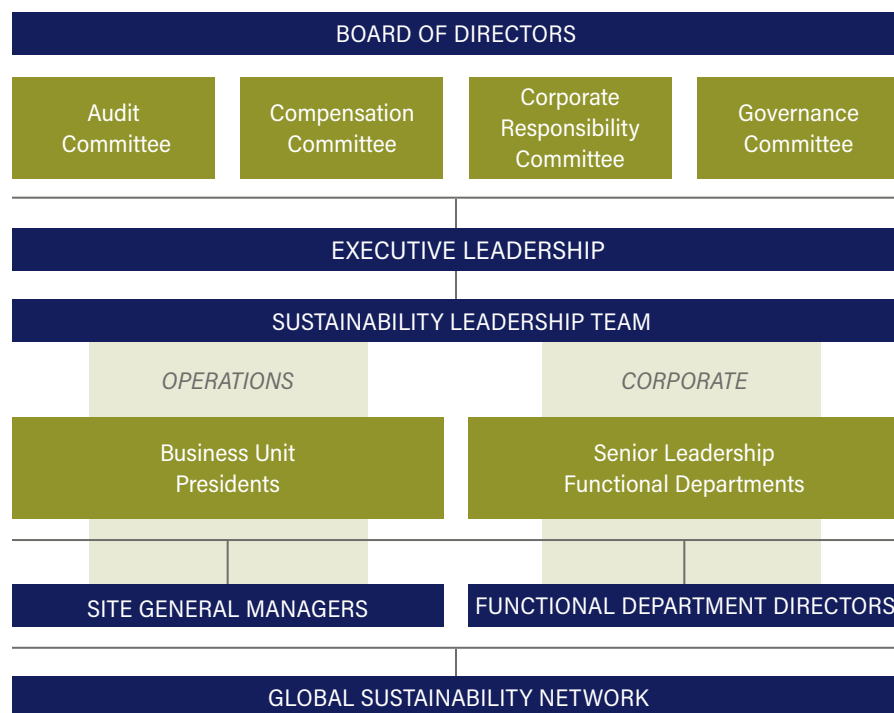 BOARD OF DIRECTORS
Audit
Committee
Compensation
Committee
Corporate
Responsibility
Committee
Governance
Committee
EXECUTIVE LEADERSHIP
SUSTAINABILITY LEADERSHIP TEAM
OPERATIONS
CORPORATE
Business Unit
Presidents
Senior Leadership
Functional Departments
SITE GENERAL MANAGERS
FUNCTIONAL DEPARTMENT DIRECTORS
GLOBAL SUSTAINABILITY NETWORK